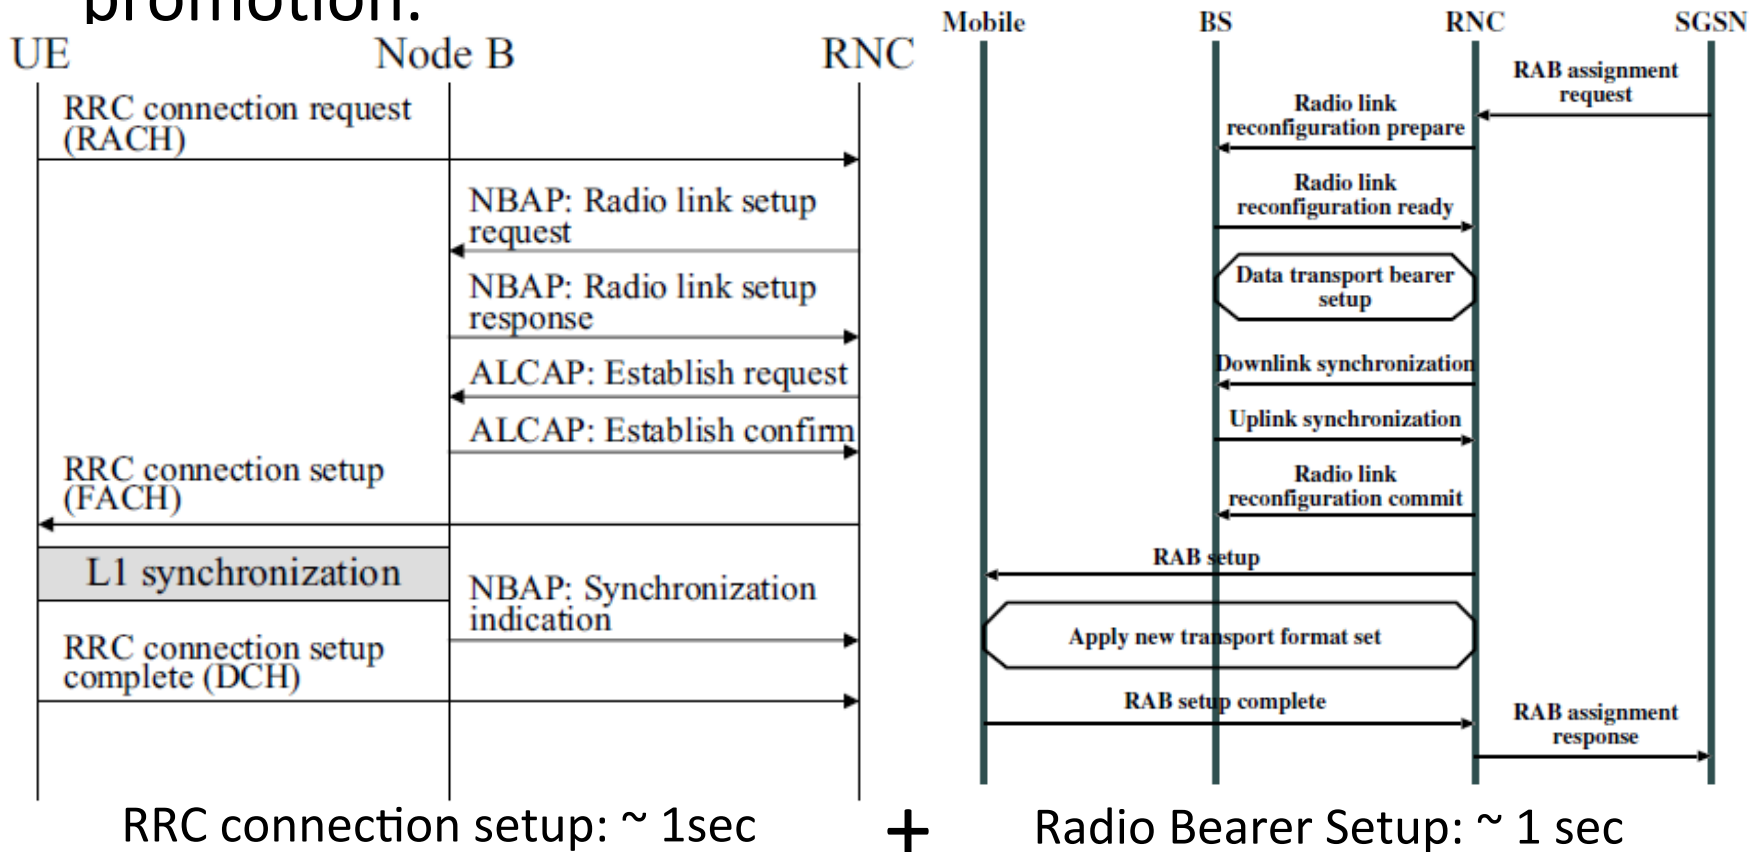 promotion.
UE
Node B
RNC
RRC connection request
(RACH)
NBAP: Radio link setup
request
NBAP: Radio link setup
response
ALCAP: Establish request
ALCAP: Establish confirm
RRC connection setup
(FACH)
L1 synchronization
NBAP: Synchronization
indication
RRC connection setup
complete (DCH)
RRC connection setup: ~ 1sec
+
Mobile
BS
RNC
SGSN
RAB assignment
request
Radio link
reconfiguration prepare
Radio link
reconfiguration ready
Data transport bearer
setup
Downlink synchronization
Uplink synchronization
Radio link
reconfiguration commit
RAB setup
Apply new transport format set
RAB setup complete
RAB assignment
response
Radio Bearer Setup: ~ 1 sec